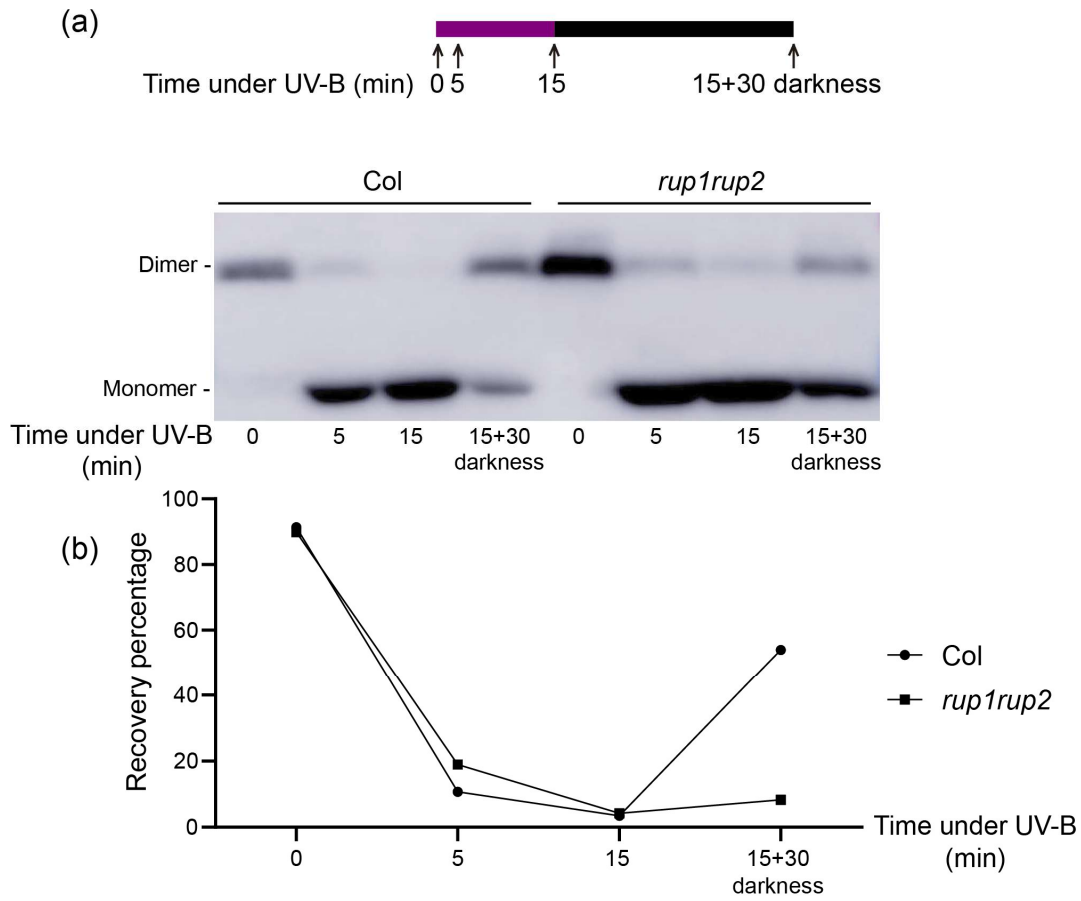 (a)
Time under UV-B (min) 0 5 15 15+30 darkness
Col rup1rup2
Dimer -
Monomer -
Time under UV-B 0 5 15 15+30 0 5 15 15+30
(min) darkness darkness
(b)
Recovery percentage
100
80
60
40
20
0
0 5 15 15+30
darkness
Time under UV-B
(min)
Col
rup1rup2